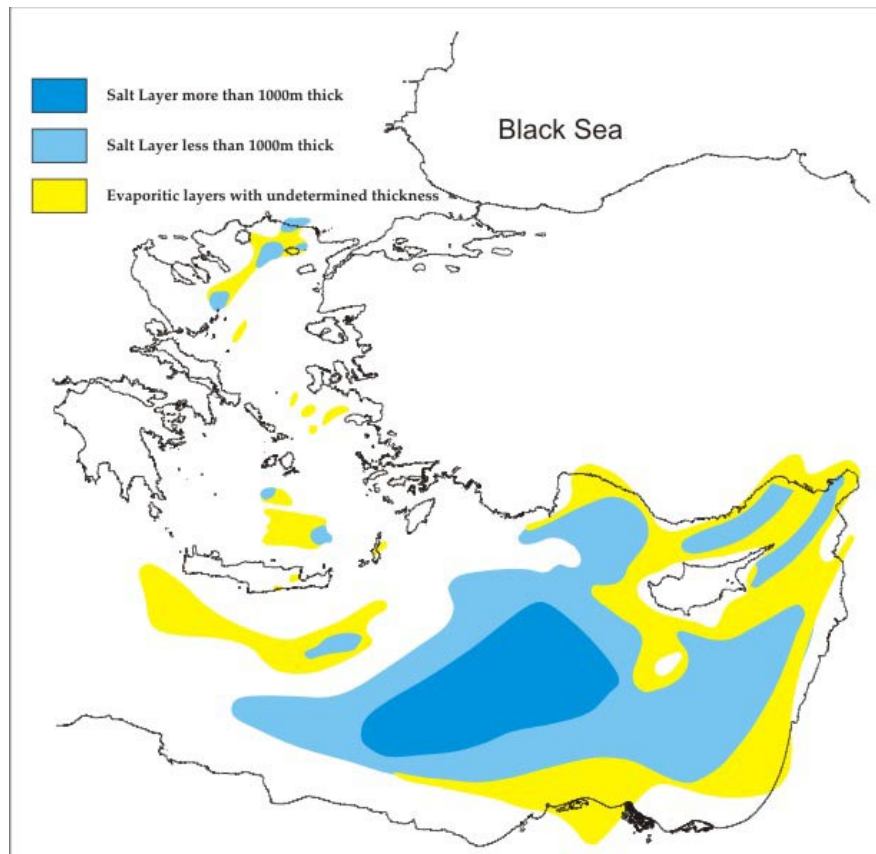 Salt Layer more than 1000m thick
Black Sea
Salt Layer less than 1000m thick
Evaporitic layers with undetermined thickness